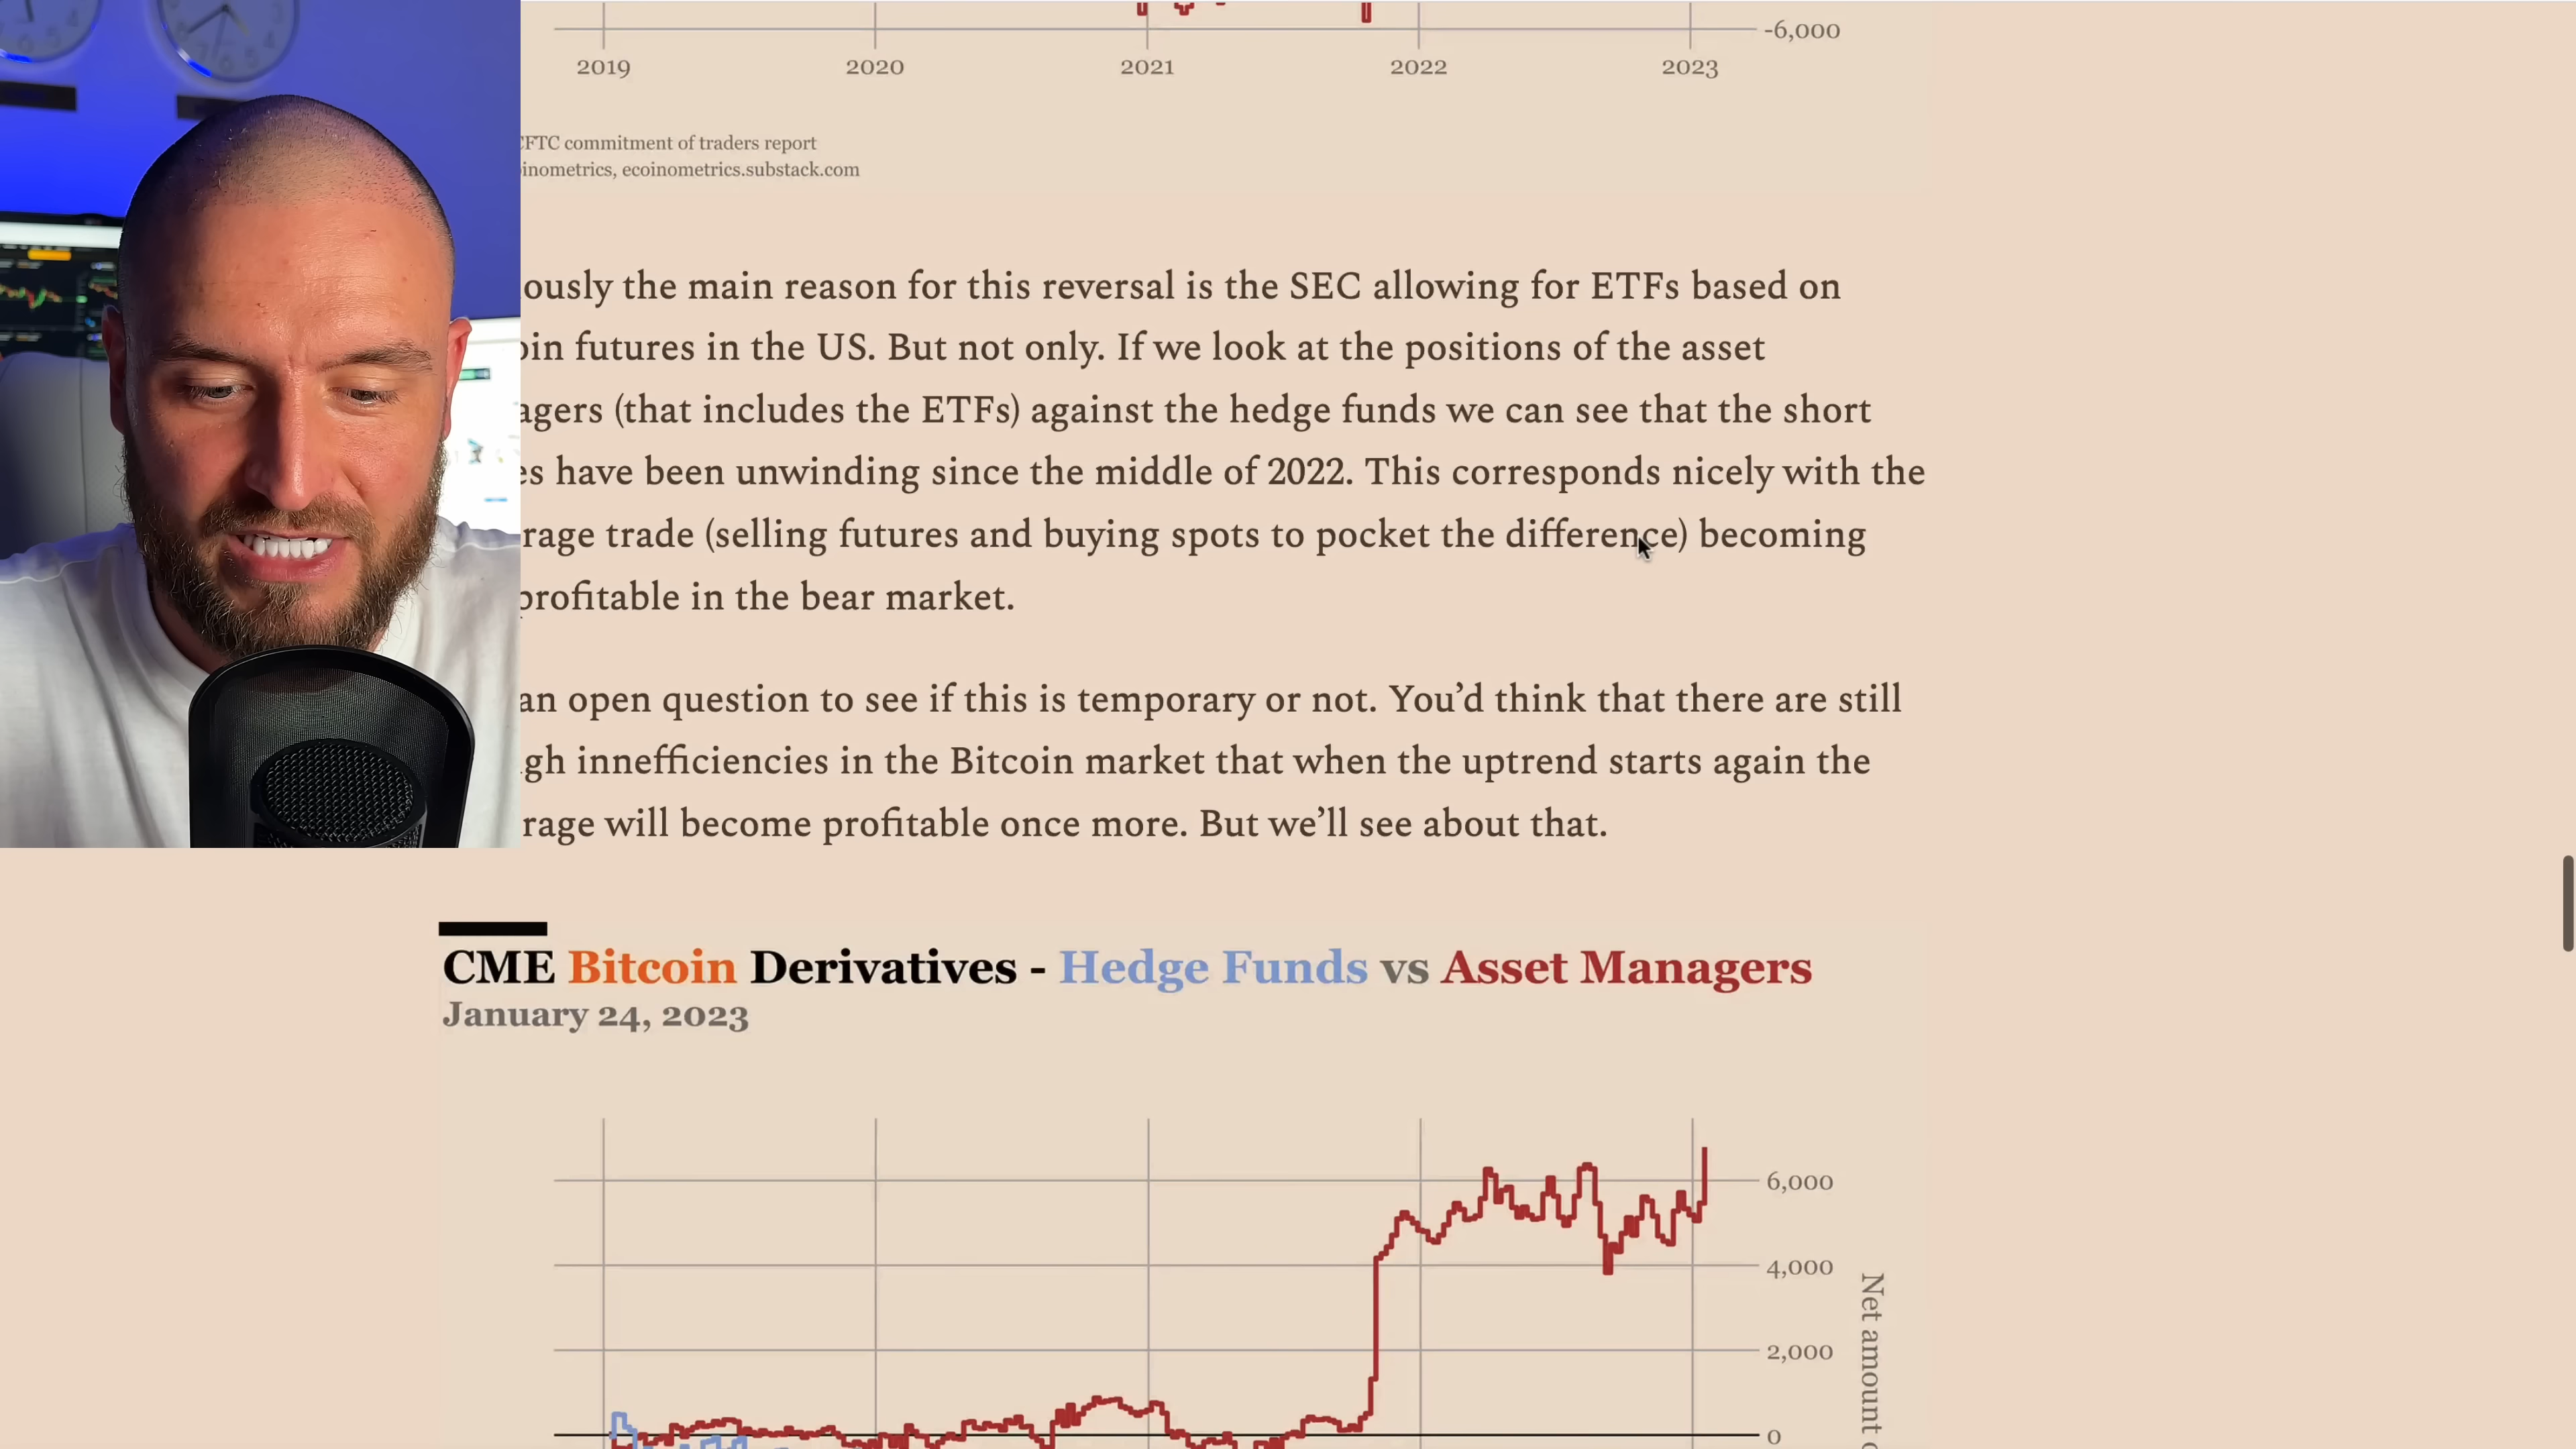 -6,000
2019 2020 2021 2022 2023
CFTC commitment of traders report
inometrics, ecoinometrics.substack.com
ously the main reason for this reversal is the SEC allowing for ETFs based on
oin futures in the US. But not only. If we look at the positions of the asset
agers (that includes the ETFs) against the hedge funds we can see that the short
es have been unwinding since the middle of 2022. This corresponds nicely with the
rage trade (selling futures and buying spots to pocket the difference) becoming
profitable in the bear market.
an open question to see if this is temporary or not. You’d think that there are still
gh innefficiencies in the Bitcoin market that when the uptrend starts again the
rage will become profitable once more. But we’ll see about that.
CME Bitcoin Derivatives - Hedge Funds vs Asset Managers
January 24, 2023
6,000
4,000
2,000
0
Net amount